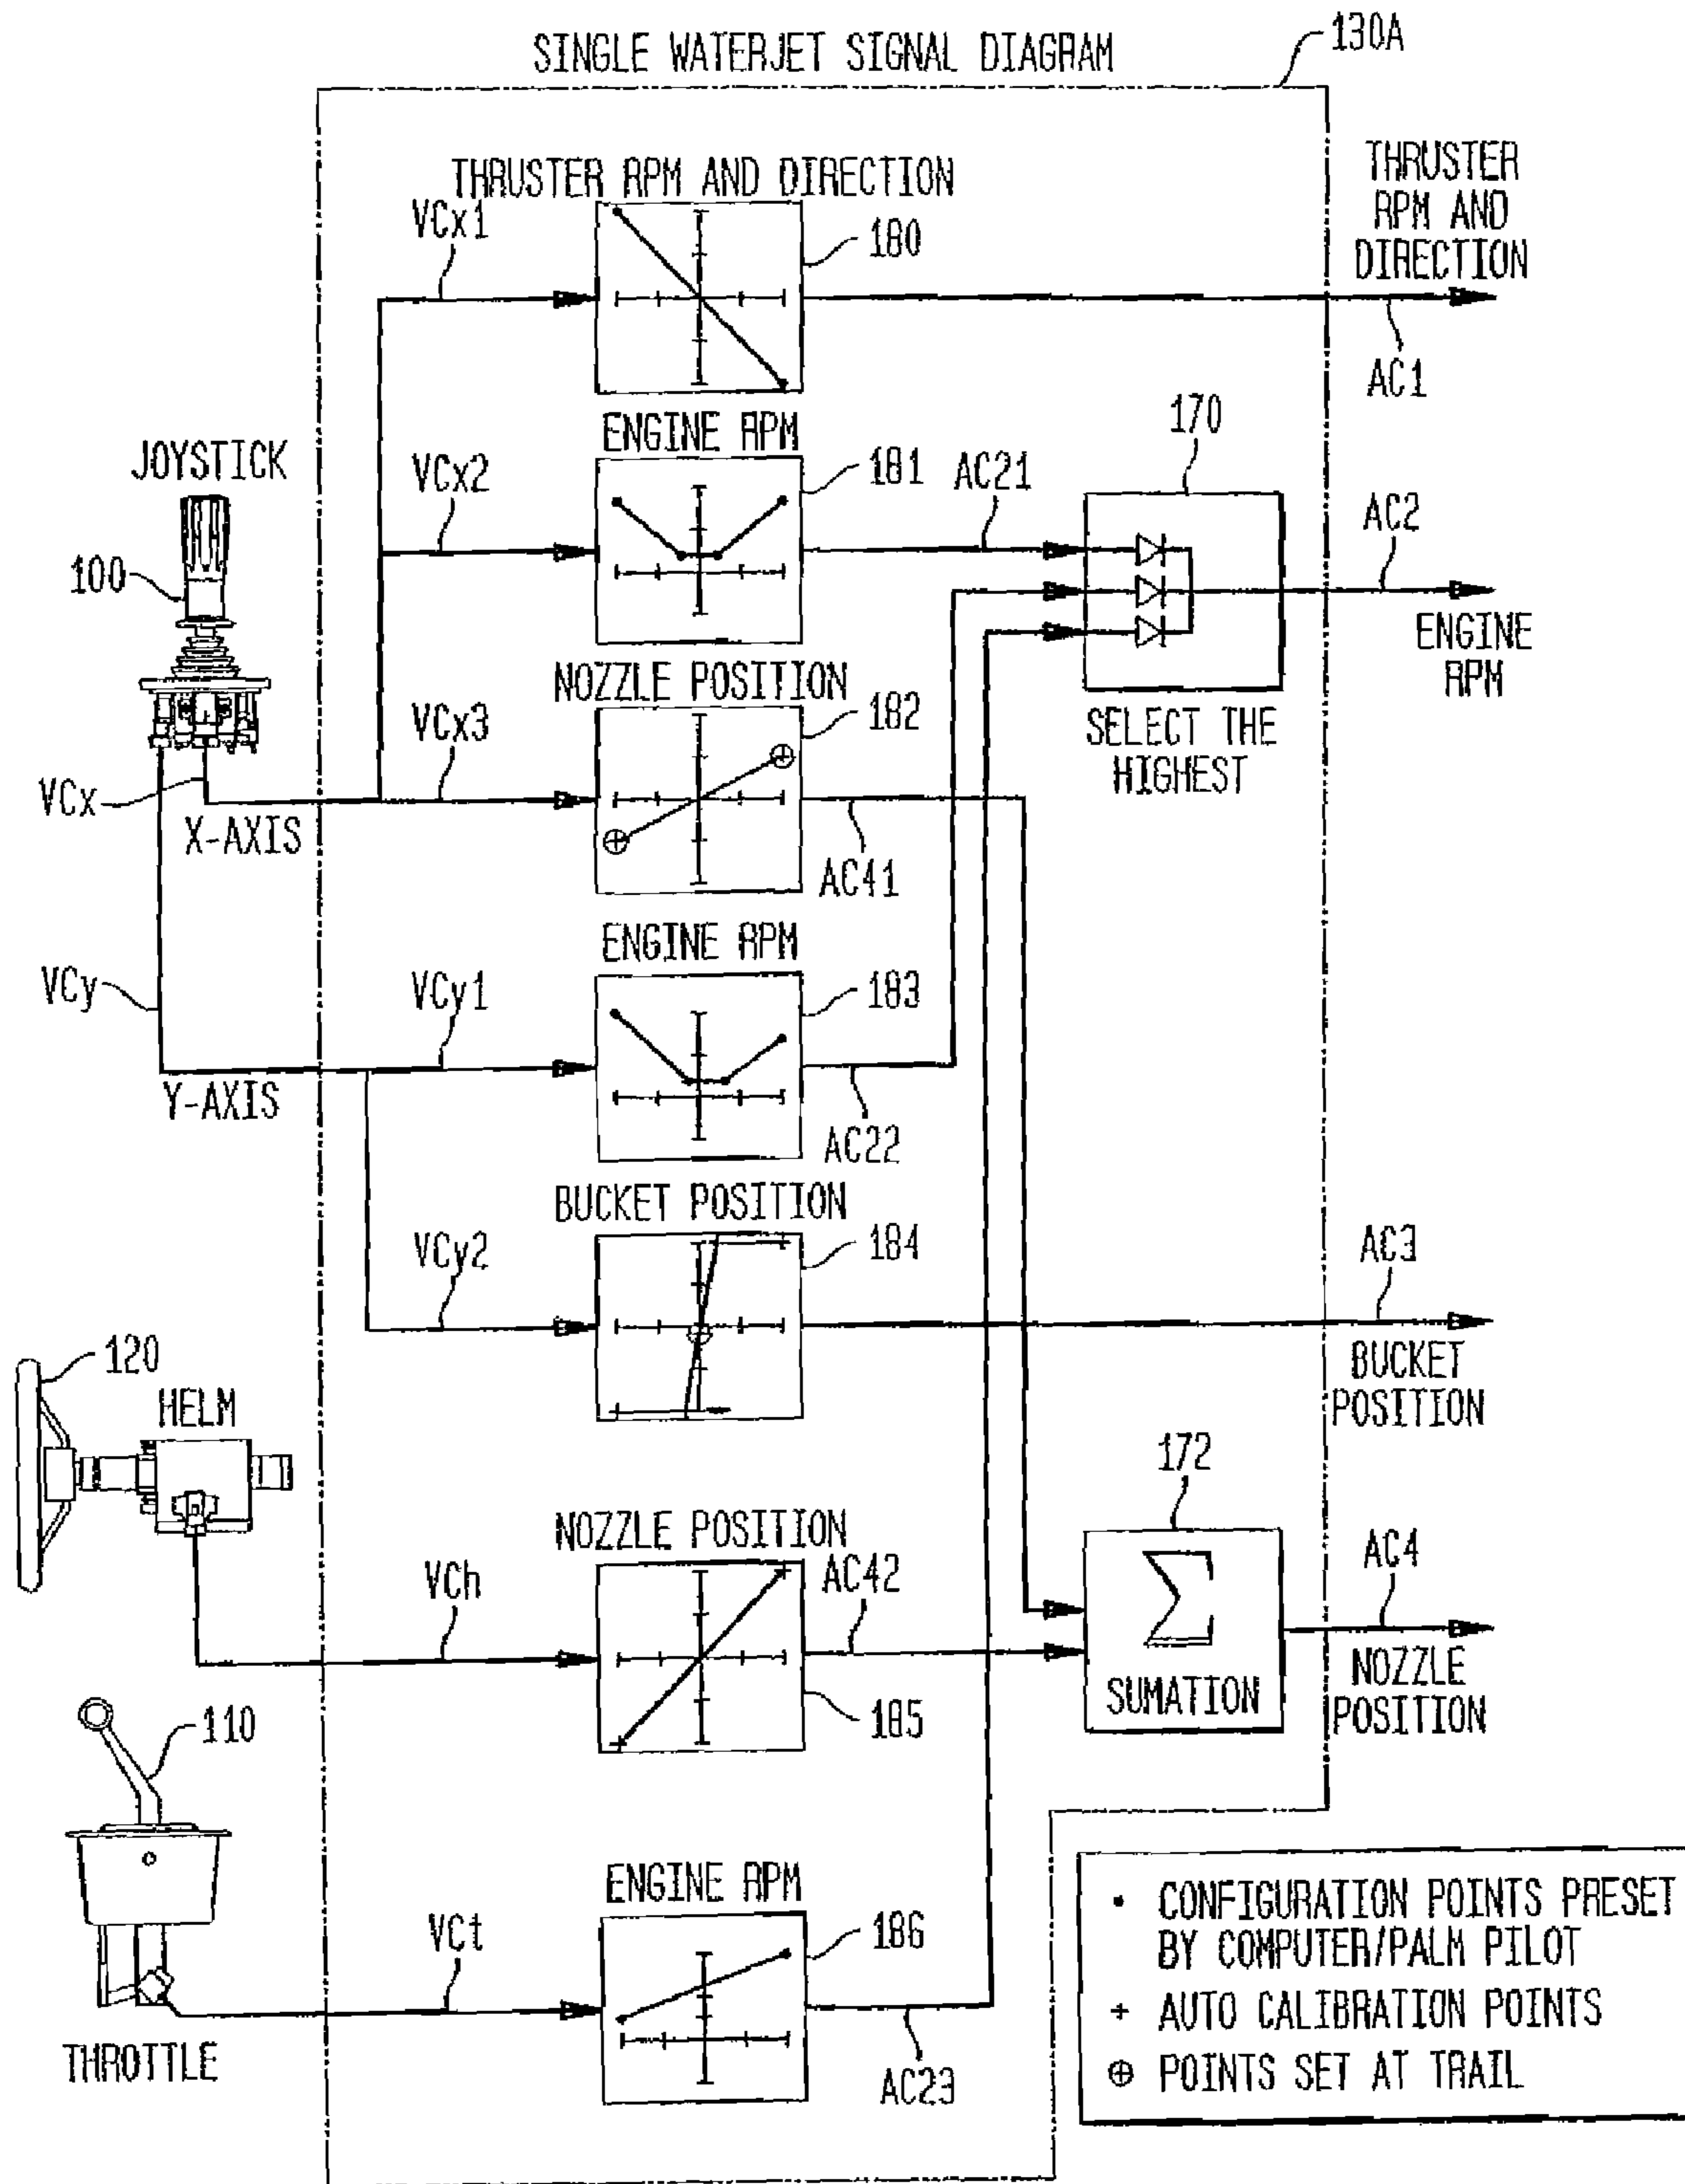 SINGLE WATERJET SIGNAL DIAGRAM
130A
THRUSTER RPM AND DIRECTION
VCx1
180
THRUSTER
RPM AND
DIRECTION
AC1
ENGINE RPM
VCx2
181
AC21
170
AC2
ENGINE
RPM
SELECT THE
HIGHEST
JOYSTICK
100
NOZZLE POSITION
VCx3
182
VCx
X-AXIS
AC41
ENGINE RPM
VCy
VCy1
183
Y-AXIS
AC22
BUCKET POSITION
VCy2
184
AC3
BUCKET
POSITION
120
HELM
NOZZLE POSITION
VCh
AC42
185
172
SUMATION
AC4
NOZZLE
POSITION
110
THROTTLE
ENGINE RPM
VCt
186
AC23
• CONFIGURATION POINTS PRESET
BY COMPUTER/PALM PILOT
+ AUTO CALIBRATION POINTS
⊕ POINTS SET AT TRAIL